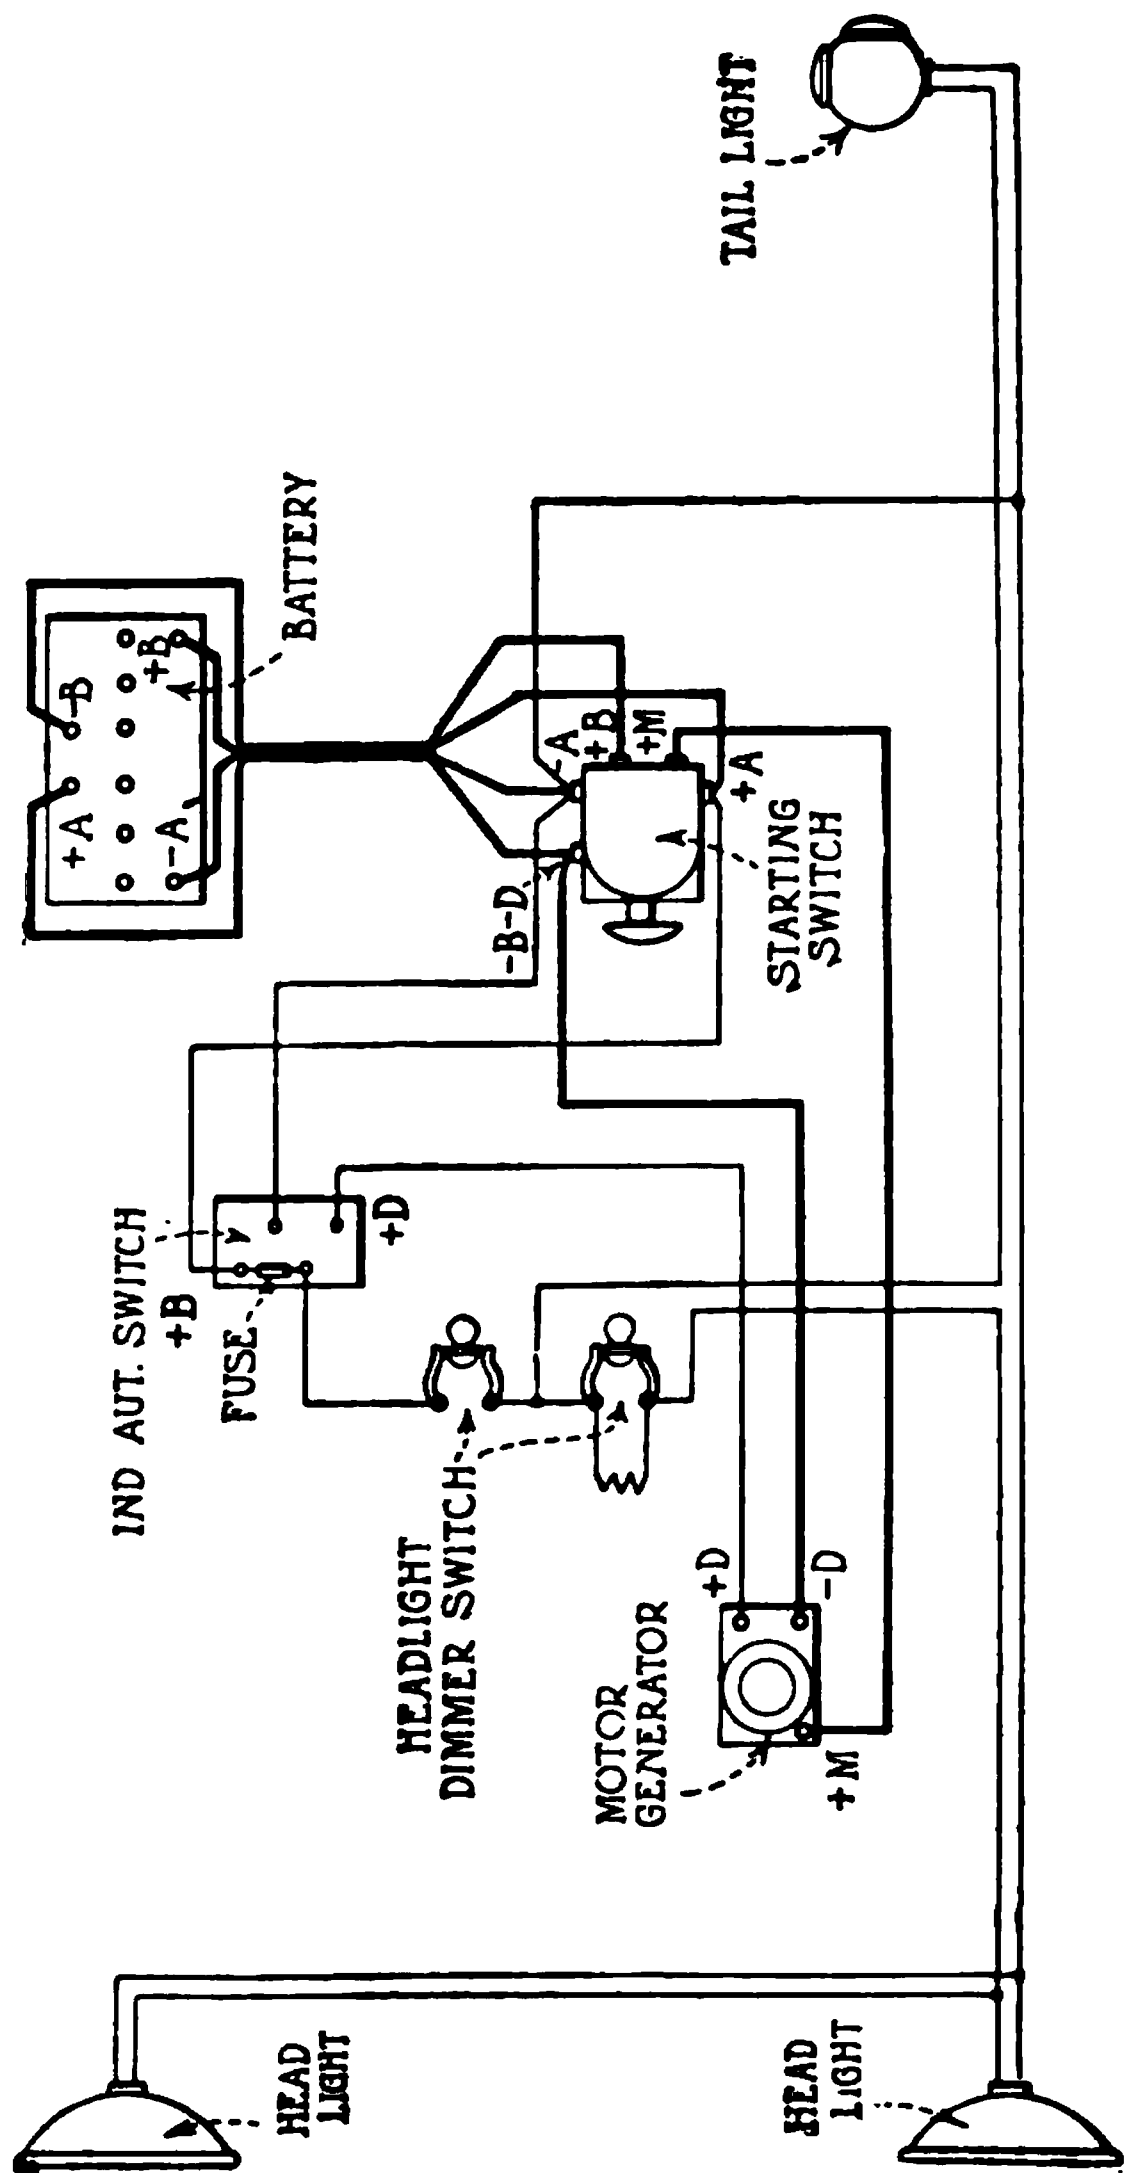 TAIL LIGHT
BATTERY
+A
-B
-A
+B
-A
+B
+M
+A
-B-D
STARTING
SWITCH
IND AUT. SWITCH
+B
+D
FUSE
HEADLIGHT
DIMMER SWITCH
MOTOR
GENERATOR
+D
-D
+M
HEAD
LIGHT
HEAD
LIGHT